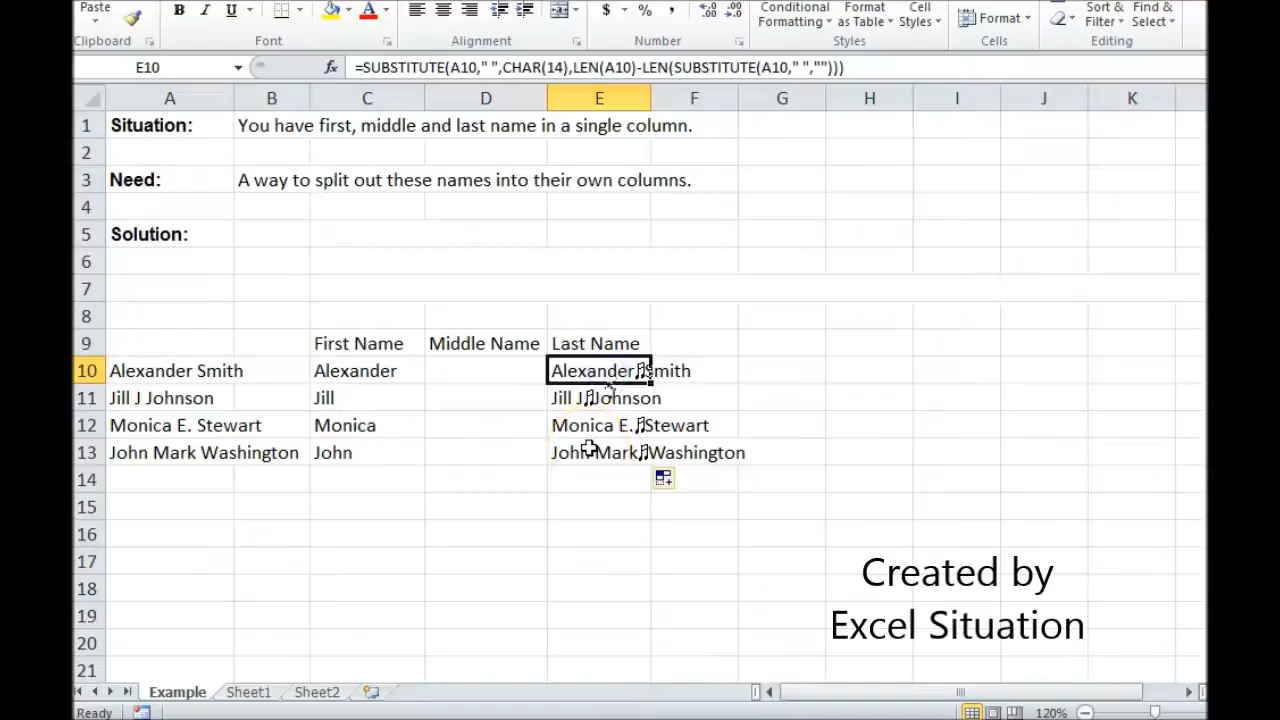 Paste B I U $ % , Conditional Formatting Format as Table Cell Styles Format Sort & Filter Find & Select
Clipboard Font Alignment Number Styles Cells Editing
E10 fx =SUBSTITUTE(A10," ",CHAR(14),LEN(A10)-LEN(SUBSTITUTE(A10," ","")))
A B C D E F G H I J K
1 Situation: You have first, middle and last name in a single column.
2
3 Need: A way to split out these names into their own columns.
4
5 Solution:
6
7
8
9 First Name Middle Name Last Name
10 Alexander Smith Alexander Alexander♫Smith
11 Jill J Johnson Jill Jill J♫Johnson
12 Monica E. Stewart Monica Monica E.♫Stewart
13 John Mark Washington John John Mark♫Washington
14
15
16
17
18
19
20
21
Created by
Excel Situation
Example Sheet1 Sheet2
Ready 120%